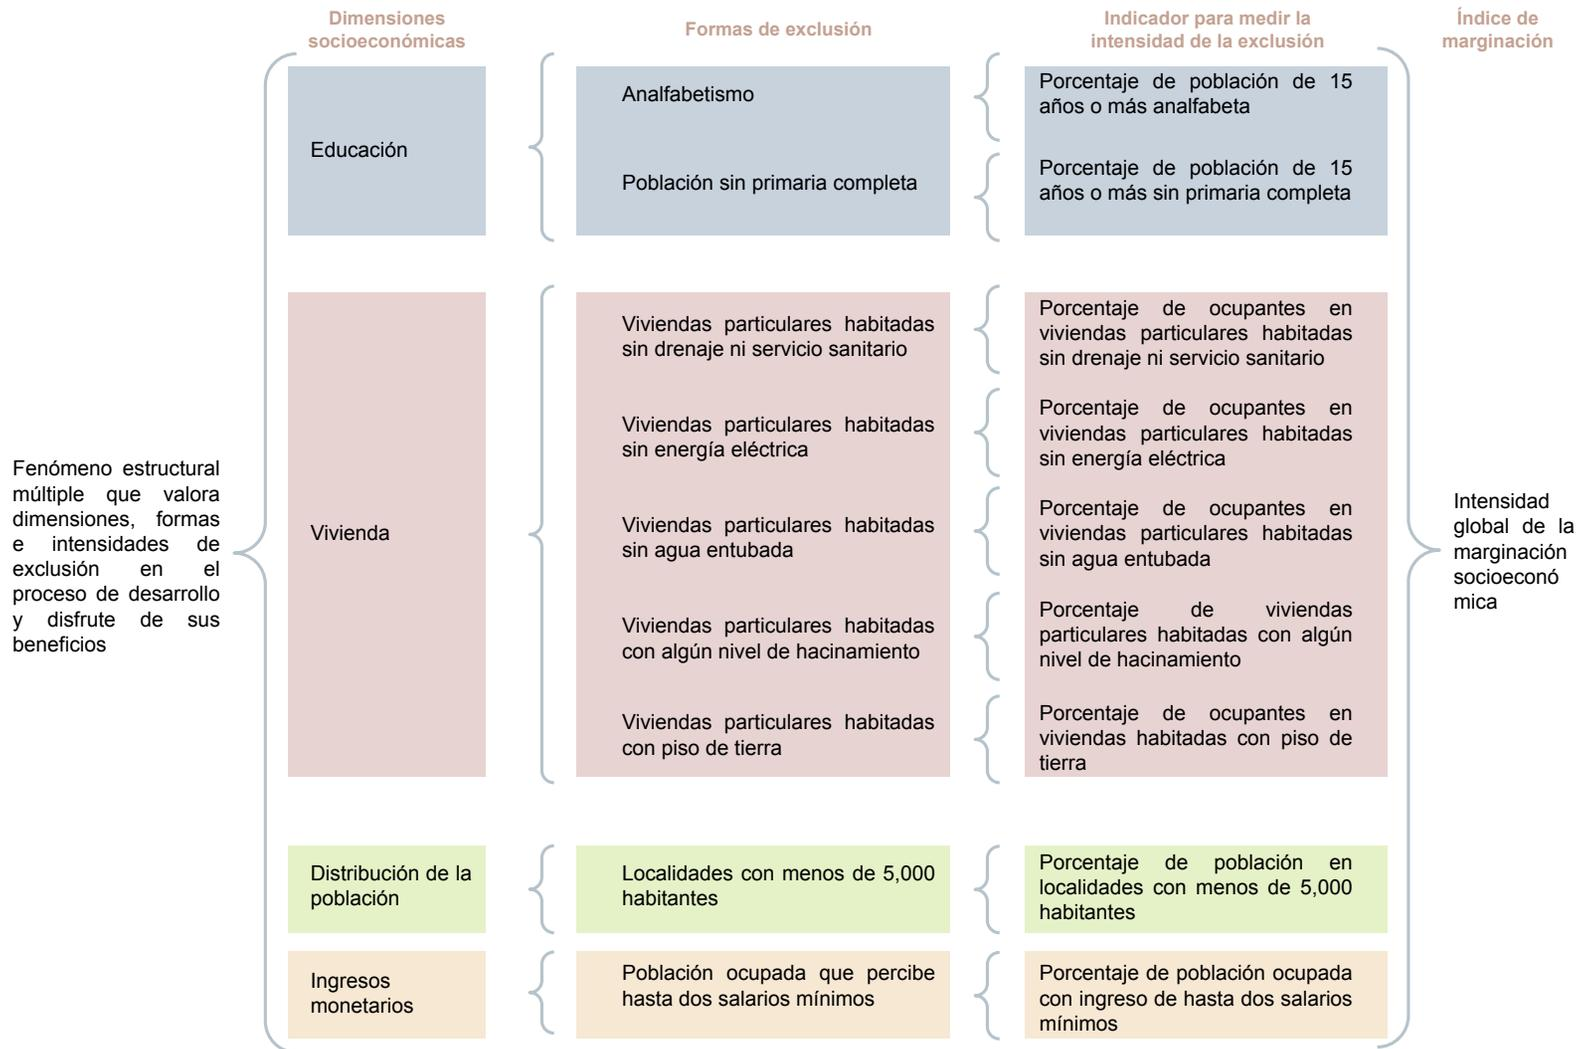 Dimensiones
socioeconómicas
Formas de exclusión
Indicador para medir la
intensidad de la exclusión
Índice de
marginación
Fenómeno estructural
múltiple que valora
dimensiones, formas
e intensidades de
exclusión en el
proceso de desarrollo
y disfrute de sus
beneficios
Educación
Analfabetismo
Porcentaje de población de 15
años o más analfabeta
Población sin primaria completa
Porcentaje de población de 15
años o más sin primaria completa
Vivienda
Viviendas particulares habitadas
sin drenaje ni servicio sanitario
Porcentaje de ocupantes en
viviendas particulares habitadas
sin drenaje ni servicio sanitario
Viviendas particulares habitadas
sin energía eléctrica
Porcentaje de ocupantes en
viviendas particulares habitadas
sin energía eléctrica
Viviendas particulares habitadas
sin agua entubada
Porcentaje de ocupantes en
viviendas particulares habitadas
sin agua entubada
Viviendas particulares habitadas
con algún nivel de hacinamiento
Porcentaje de viviendas
particulares habitadas con algún
nivel de hacinamiento
Viviendas particulares habitadas
con piso de tierra
Porcentaje de ocupantes en
viviendas habitadas con piso de
tierra
Distribución de la
población
Localidades con menos de 5,000
habitantes
Porcentaje de población en
localidades con menos de 5,000
habitantes
Ingresos
monetarios
Población ocupada que percibe
hasta dos salarios mínimos
Porcentaje de población ocupada
con ingreso de hasta dos salarios
mínimos
Intensidad
global de la
marginación
socioeconó
mica